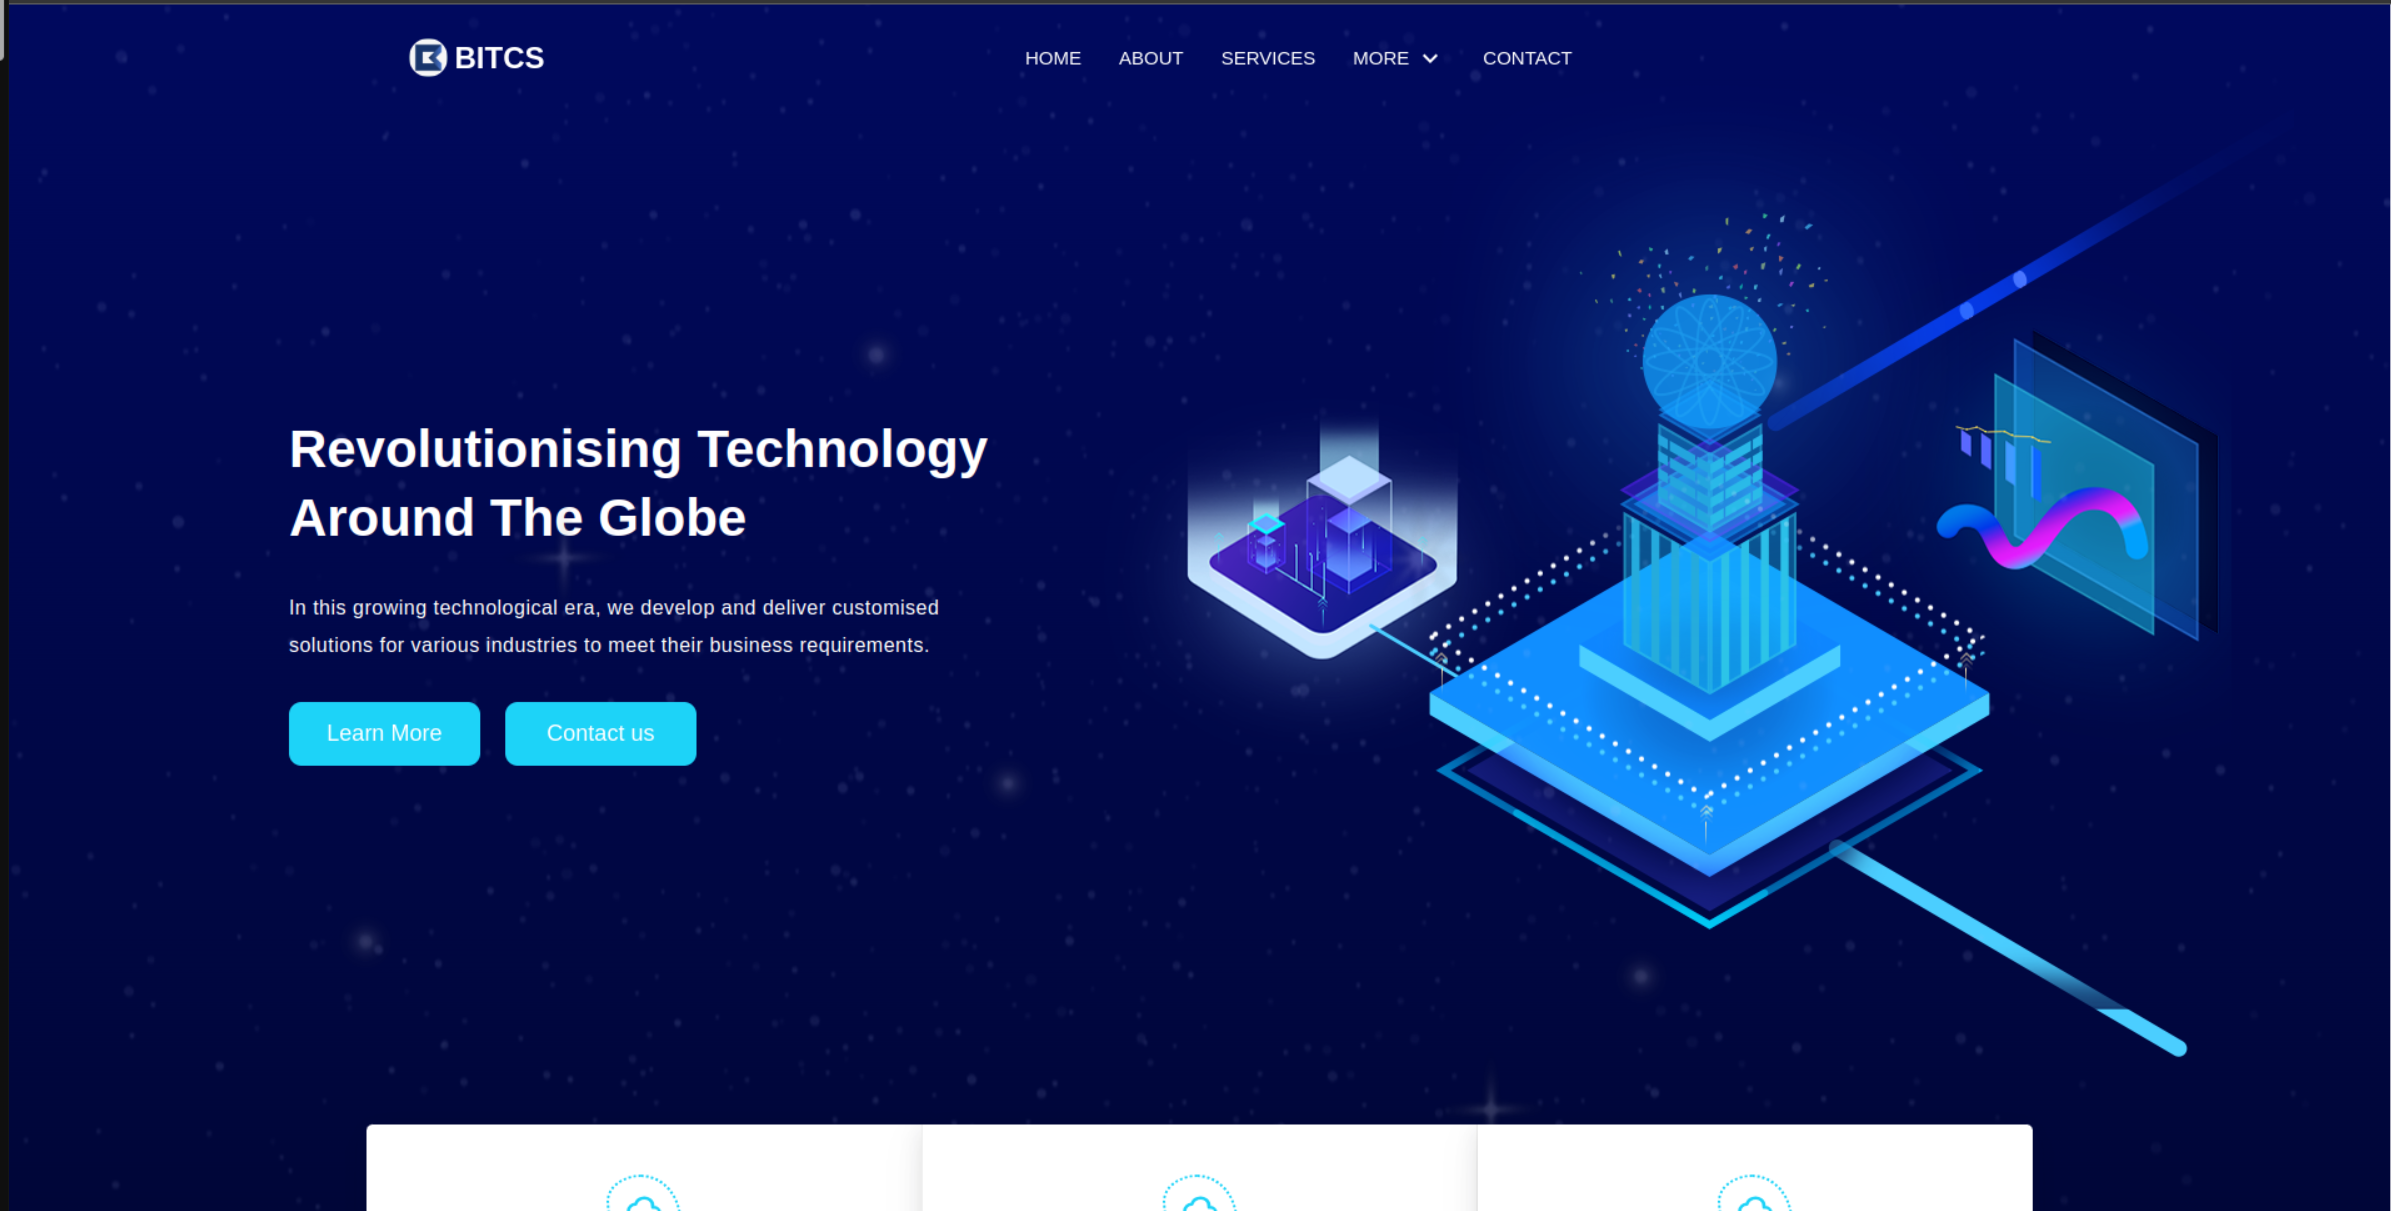 BITCS
HOME ABOUT SERVICES MORE CONTACT
Revolutionising Technology
Around The Globe
In this growing technological era, we develop and deliver customised
solutions for various industries to meet their business requirements.
Learn More Contact us